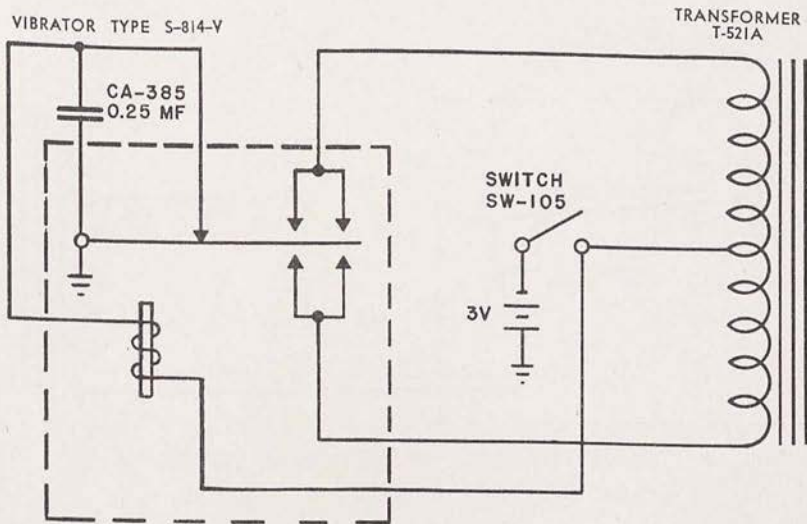 VIBRATOR TYPE S-814-V
TRANSFORMER
T-521A
CA-385
0.25 MF
SWITCH
SW-105
3V